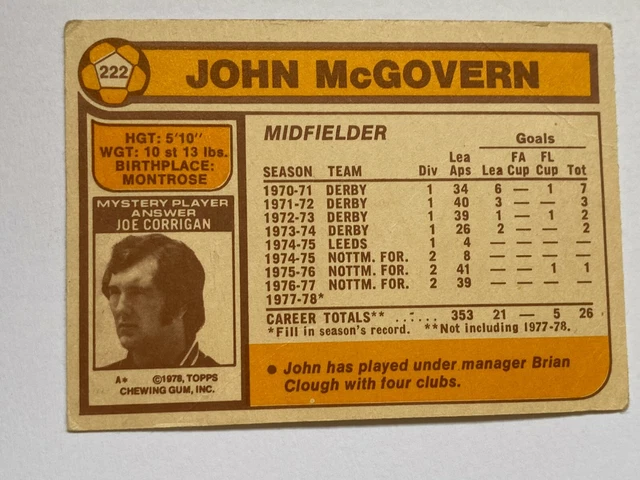 222
JOHN McGOVERN
HGT: 5'10"
WGT: 10 st 13 lbs.
BIRTHPLACE:
MONTROSE
MYSTERY PLAYER
ANSWER
JOE CORRIGAN
A* ©1978, TOPPS
CHEWING GUM, INC.
MIDFIELDER
Goals
Lea FA FL
SEASON TEAM Div Aps Lea Cup Cup Tot
1970-71 DERBY 1 34 6 — 1 7
1971-72 DERBY 1 40 3 — — 3
1972-73 DERBY 1 39 1 — 1 2
1973-74 DERBY 1 26 2 — — 2
1974-75 LEEDS 1 4 — — — —
1974-75 NOTTM. FOR. 2 8 — — — —
1975-76 NOTTM. FOR. 2 41 — — 1 1
1976-77 NOTTM. FOR. 2 39 — — — —
1977-78*
CAREER TOTALS** ...... 353 21 — 5 26
*Fill in season's record. **Not including 1977-78.
● John has played under manager Brian
Clough with four clubs.